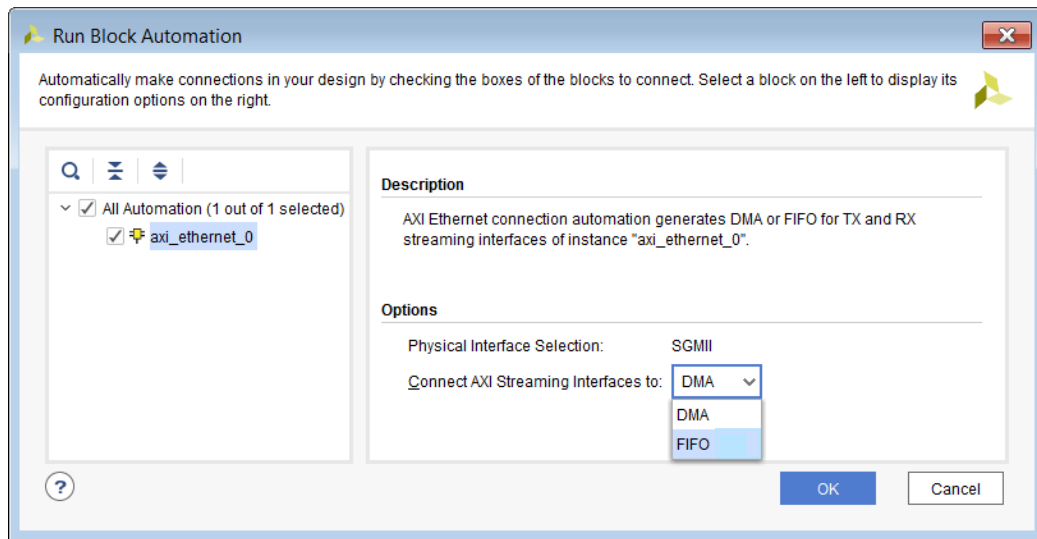 Run Block Automation
Automatically make connections in your design by checking the boxes of the blocks to connect. Select a block on the left to display its
configuration options on the right.
All Automation (1 out of 1 selected)
axi_ethernet_0
Description
AXI Ethernet connection automation generates DMA or FIFO for TX and RX
streaming interfaces of instance "axi_ethernet_0".
Options
Physical Interface Selection: SGMII
Connect AXI Streaming Interfaces to: DMA
DMA
FIFO
? OK Cancel